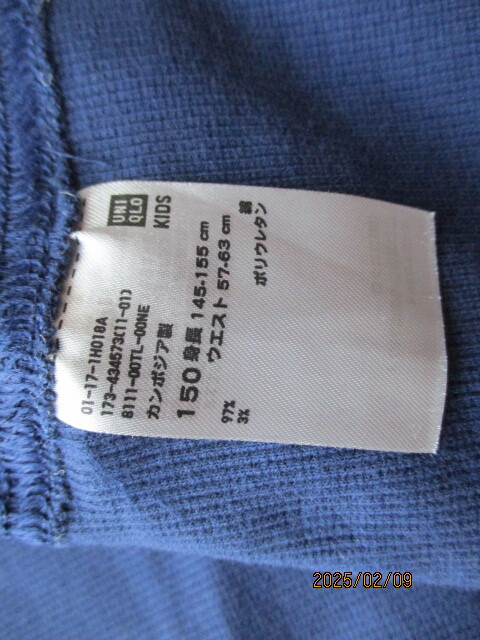 UNI
QLO
KIDS
01-17-1H018A
173-434573(11-01)
8111-00TL-00NE
カンボジア製
150 身長 145-155 cm
ウエスト 57-63 cm
97% 綿
3% ポリウレタン
2025/02/09